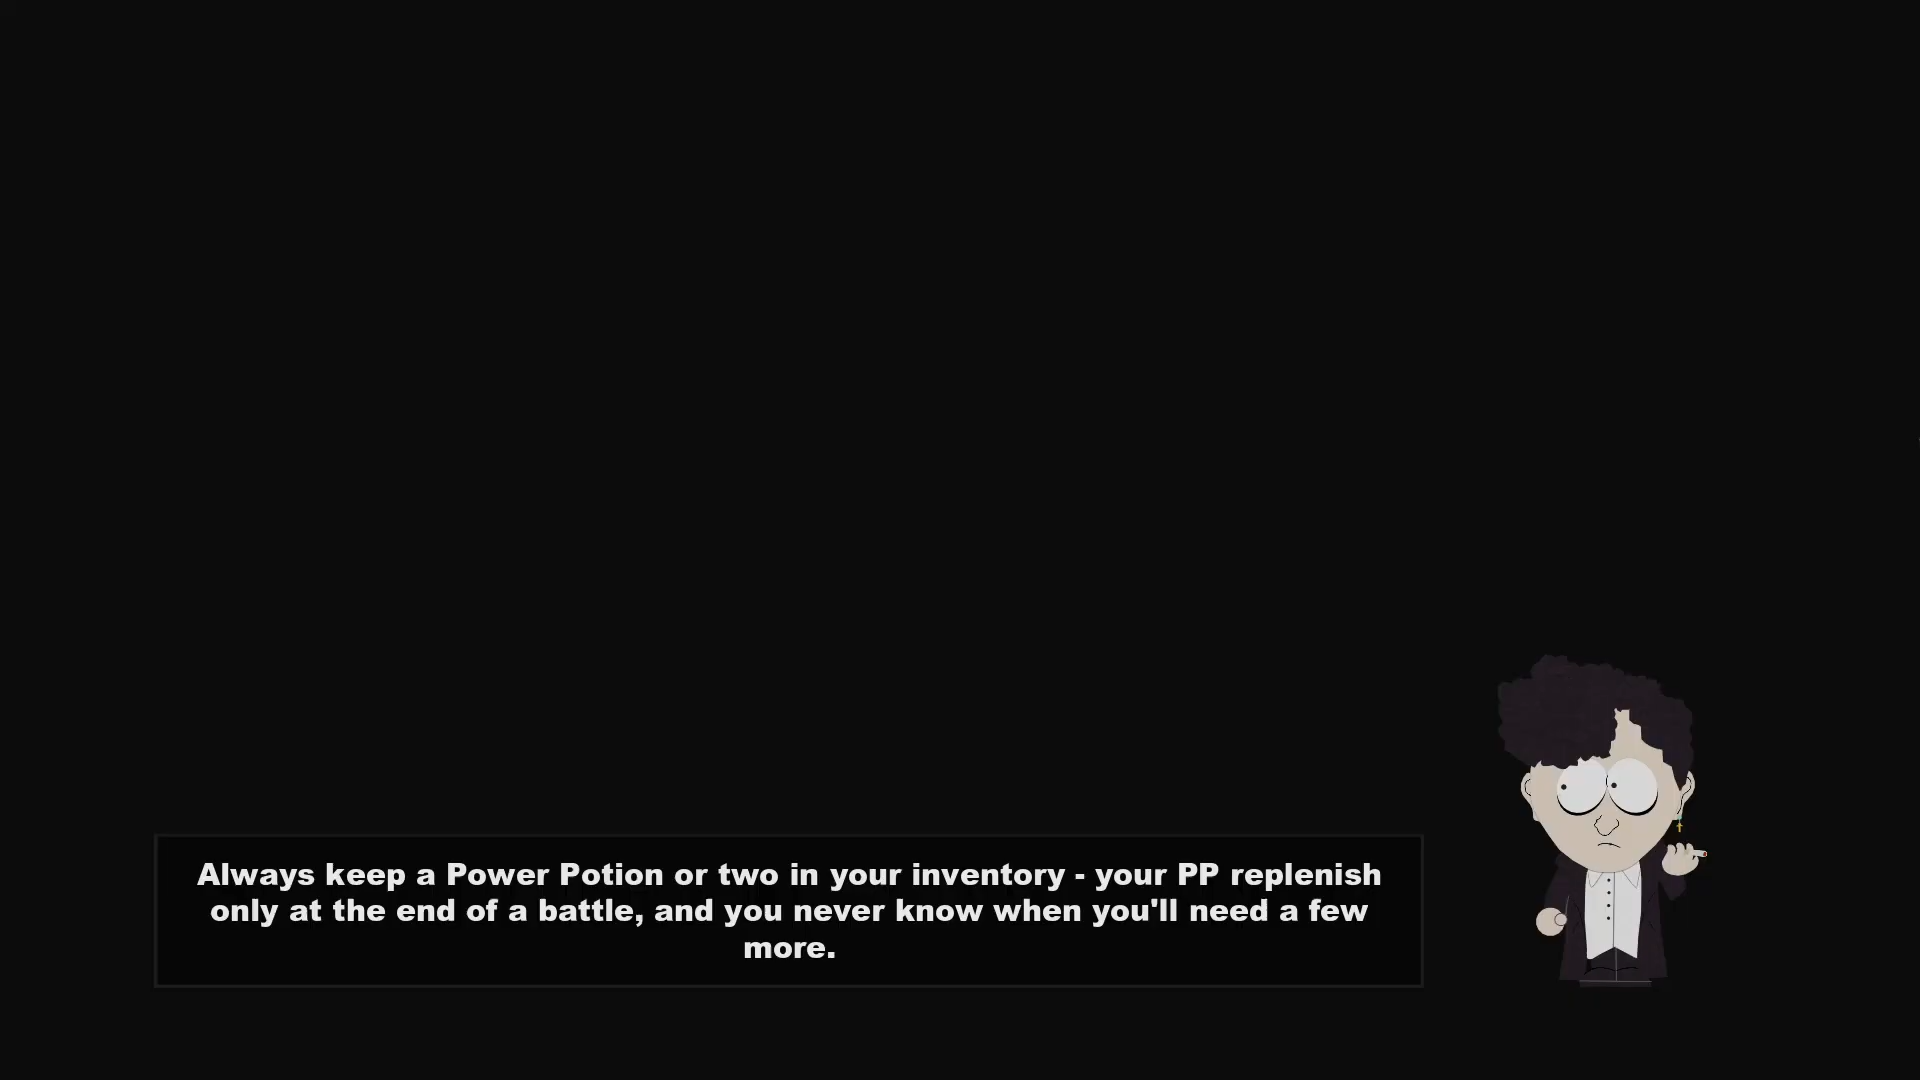 Always keep a Power Potion or two in your inventory - your PP replenish
only at the end of a battle, and you never know when you'll need a few
more.